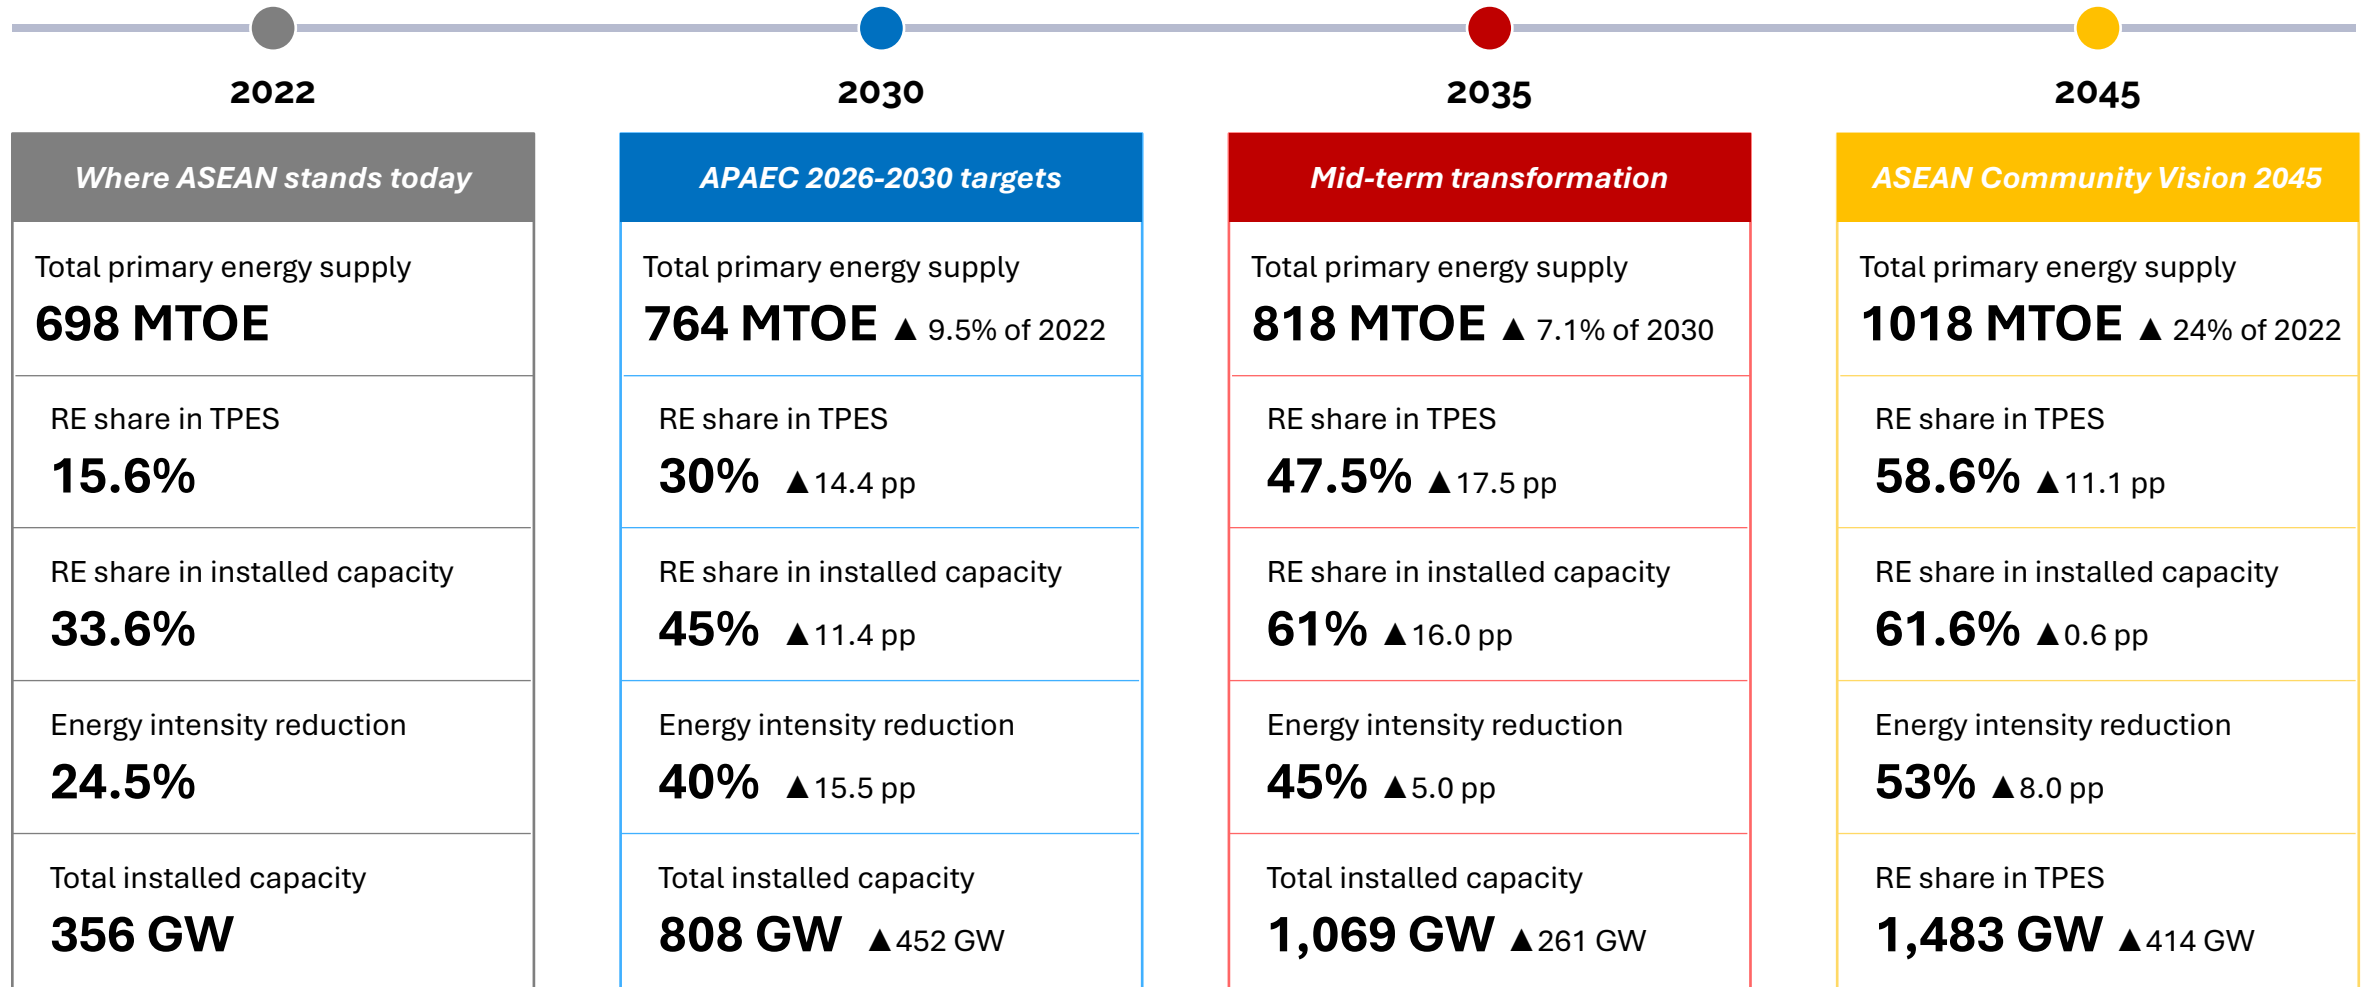 2022
2030
2035
2045
Where ASEAN stands today
Total primary energy supply
698 MTOE
RE share in TPES
15.6%
RE share in installed capacity
33.6%
Energy intensity reduction
24.5%
Total installed capacity
356 GW
APAEC 2026-2030 targets
Total primary energy supply
764 MTOE ▲ 9.5% of 2022
RE share in TPES
30% ▲14.4 pp
RE share in installed capacity
45% ▲11.4 pp
Energy intensity reduction
40% ▲15.5 pp
Total installed capacity
808 GW ▲452 GW
Mid-term transformation
Total primary energy supply
818 MTOE ▲ 7.1% of 2030
RE share in TPES
47.5% ▲17.5 pp
RE share in installed capacity
61% ▲16.0 pp
Energy intensity reduction
45% ▲5.0 pp
Total installed capacity
1,069 GW ▲261 GW
ASEAN Community Vision 2045
Total primary energy supply
1018 MTOE ▲ 24% of 2022
RE share in TPES
58.6% ▲11.1 pp
RE share in installed capacity
61.6% ▲0.6 pp
Energy intensity reduction
53% ▲8.0 pp
RE share in TPES
1,483 GW ▲414 GW